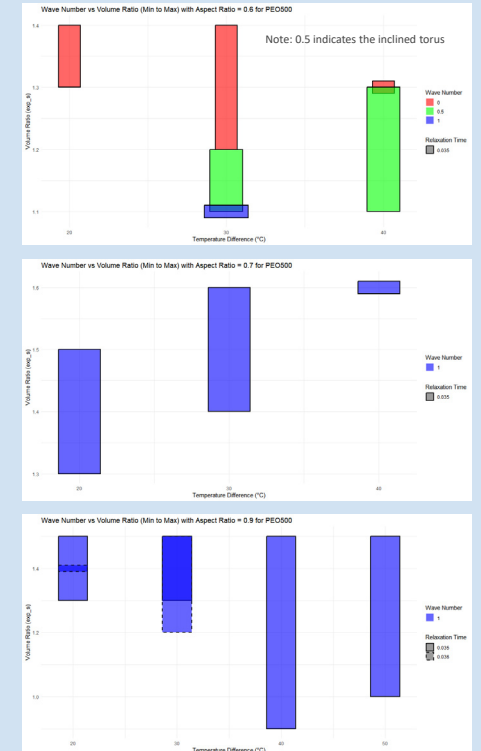 Wave Number vs Volume Ratio (Min to Max) with Aspect Ratio = 0.6 for PEO500
Note: 0.5 indicates the inclined torus
1.4
1.3
1.2
1.1
Volume Ratio (exp_s)
20
30
40
Temperature Difference (°C)
Wave Number
0
0.5
1
Relaxation Time
0.035
Wave Number vs Volume Ratio (Min to Max) with Aspect Ratio = 0.7 for PEO500
1.6
1.5
1.4
1.3
Volume Ratio (exp_s)
20
30
40
Temperature Difference (°C)
Wave Number
1
Relaxation Time
0.035
Wave Number vs Volume Ratio (Min to Max) with Aspect Ratio = 0.9 for PEO500
1.4
1.2
1.0
Volume Ratio (exp_s)
20
30
40
50
Temperature Difference (°C)
Wave Number
1
Relaxation Time
0.035
0.036